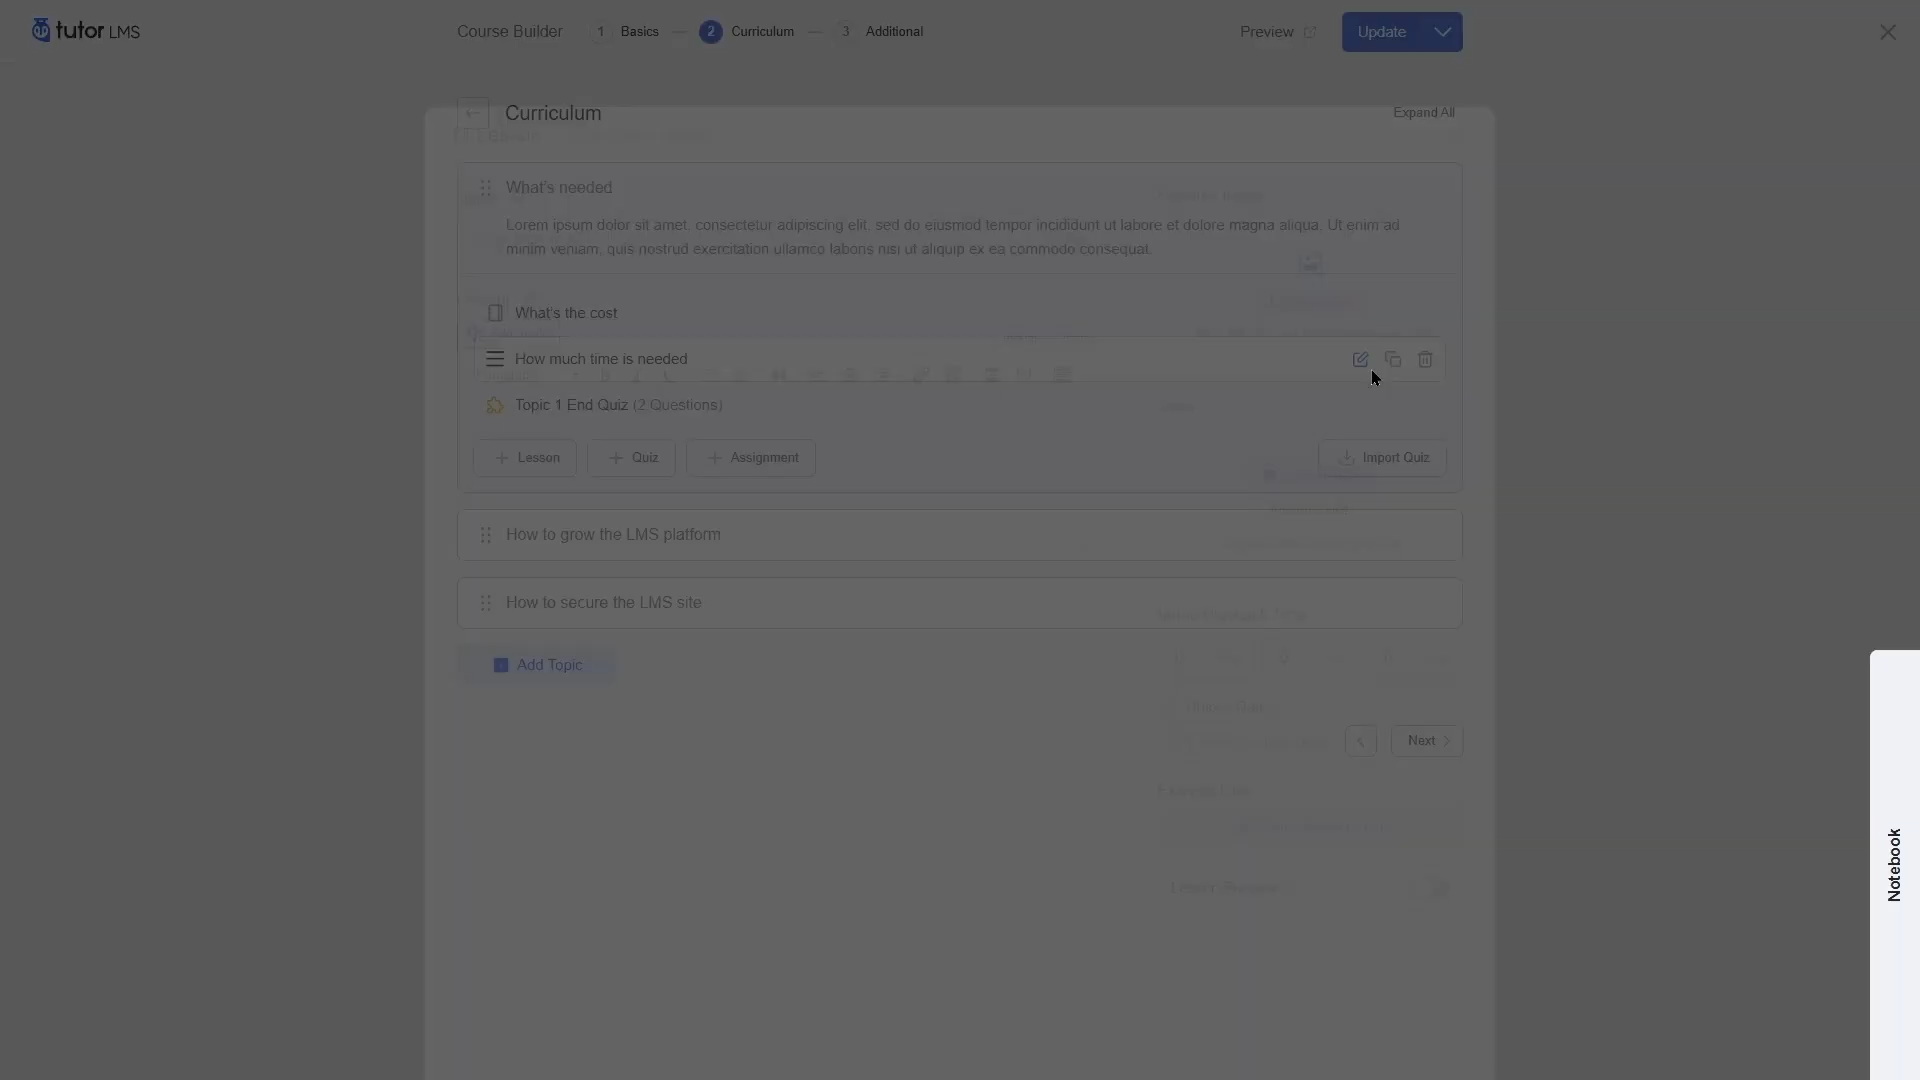 tutor LMS
Course Builder 1 Basics 2 Curriculum 3 Additional
Preview Update
Curriculum
Expand All
What's needed
Lorem ipsum dolor sit amet, consectetur adipiscing elit, sed do eiusmod tempor incididunt ut labore et dolore magna aliqua. Ut enim ad
minim veniam, quis nostrud exercitation ullamco laboris nisi ut aliquip ex ea commodo consequat.
What's the cost
How much time is needed
Topic 1 End Quiz (2 Questions)
Lesson Quiz Assignment Import Quiz
How to grow the LMS platform
How to secure the LMS site
Add Topic
Next
Notebook